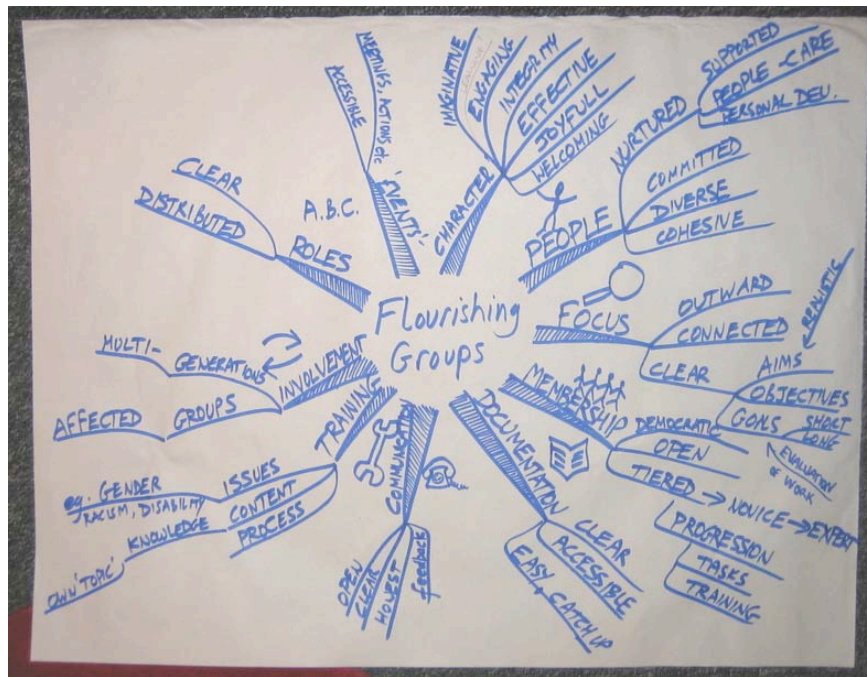 Flourishing
Groups
CHARACTER
IMAGINATIVE
ENGAGING
INTEGRITY
EFFECTIVE
JOYFULL
WELCOMING
PEOPLE
NURTURED
SUPPORTED
PEOPLE-CARE
PERSONAL DEV.
COMMITTED
DIVERSE
COHESIVE
FOCUS
OUTWARD
CONNECTED
CLEAR
AIMS
OBJECTIVES
GOALS
SHORT
LONG
REALISTIC
EVALUATION
OF WORK
MEMBERSHIP
DEMOCRATIC
OPEN
TIERED → NOVICE → EXPERT
PROGRESSION
TASKS
TRAINING
DOCUMENTATION
CLEAR
ACCESSIBLE
EASY + CATCH UP
COMMUNICATION
OPEN
CLEAR
HONEST
feedback
TRAINING
ISSUES
eg. GENDER
RACISM, DISABILITY
CONTENT
KNOWLEDGE
OWN 'TOPIC'
PROCESS
INVOLVEMENT
GENERATIONS
MULTI-
GROUPS
AFFECTED
ROLES
CLEAR
DISTRIBUTED
A.B.C.
'EVENTS'-
ACCESSIBLE
MEETINGS, ACTIONS etc